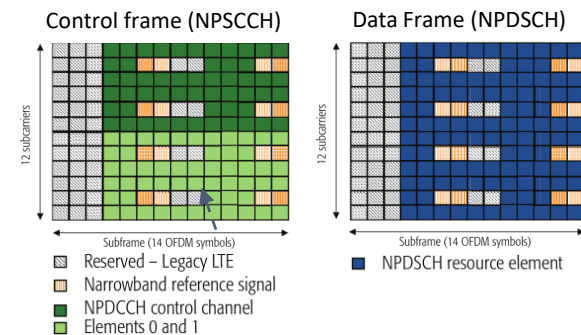 Control frame (NPSCCH)
Data Frame (NPDSCH)
12 subcarriers
12 subcarriers
Subframe (14 OFDM symbols)
Subframe (14 OFDM symbols)
Reserved – Legacy LTE
Narrowband reference signal
NPDCCH control channel
Elements 0 and 1
NPDSCH resource element